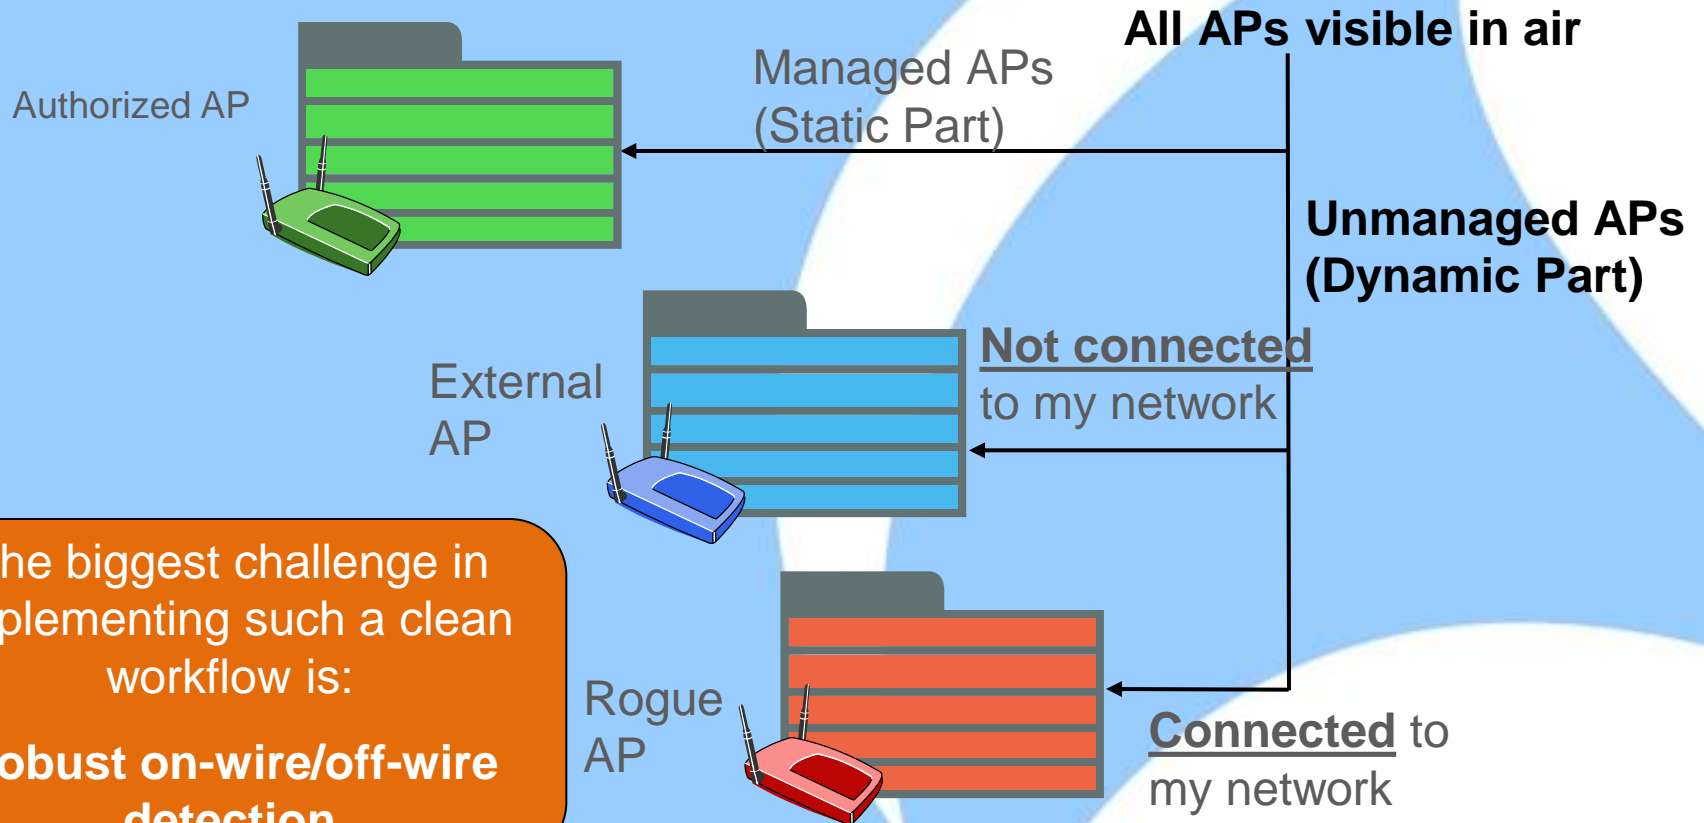 All APs visible in air
Managed APs
(Static Part)
Authorized AP
Unmanaged APs
(Dynamic Part)
Not connected
to my network
External
AP
he biggest challenge in
plementing such a clean
workflow is:
obust on-wire/off-wire
detection
Rogue
AP
Connected to
my network